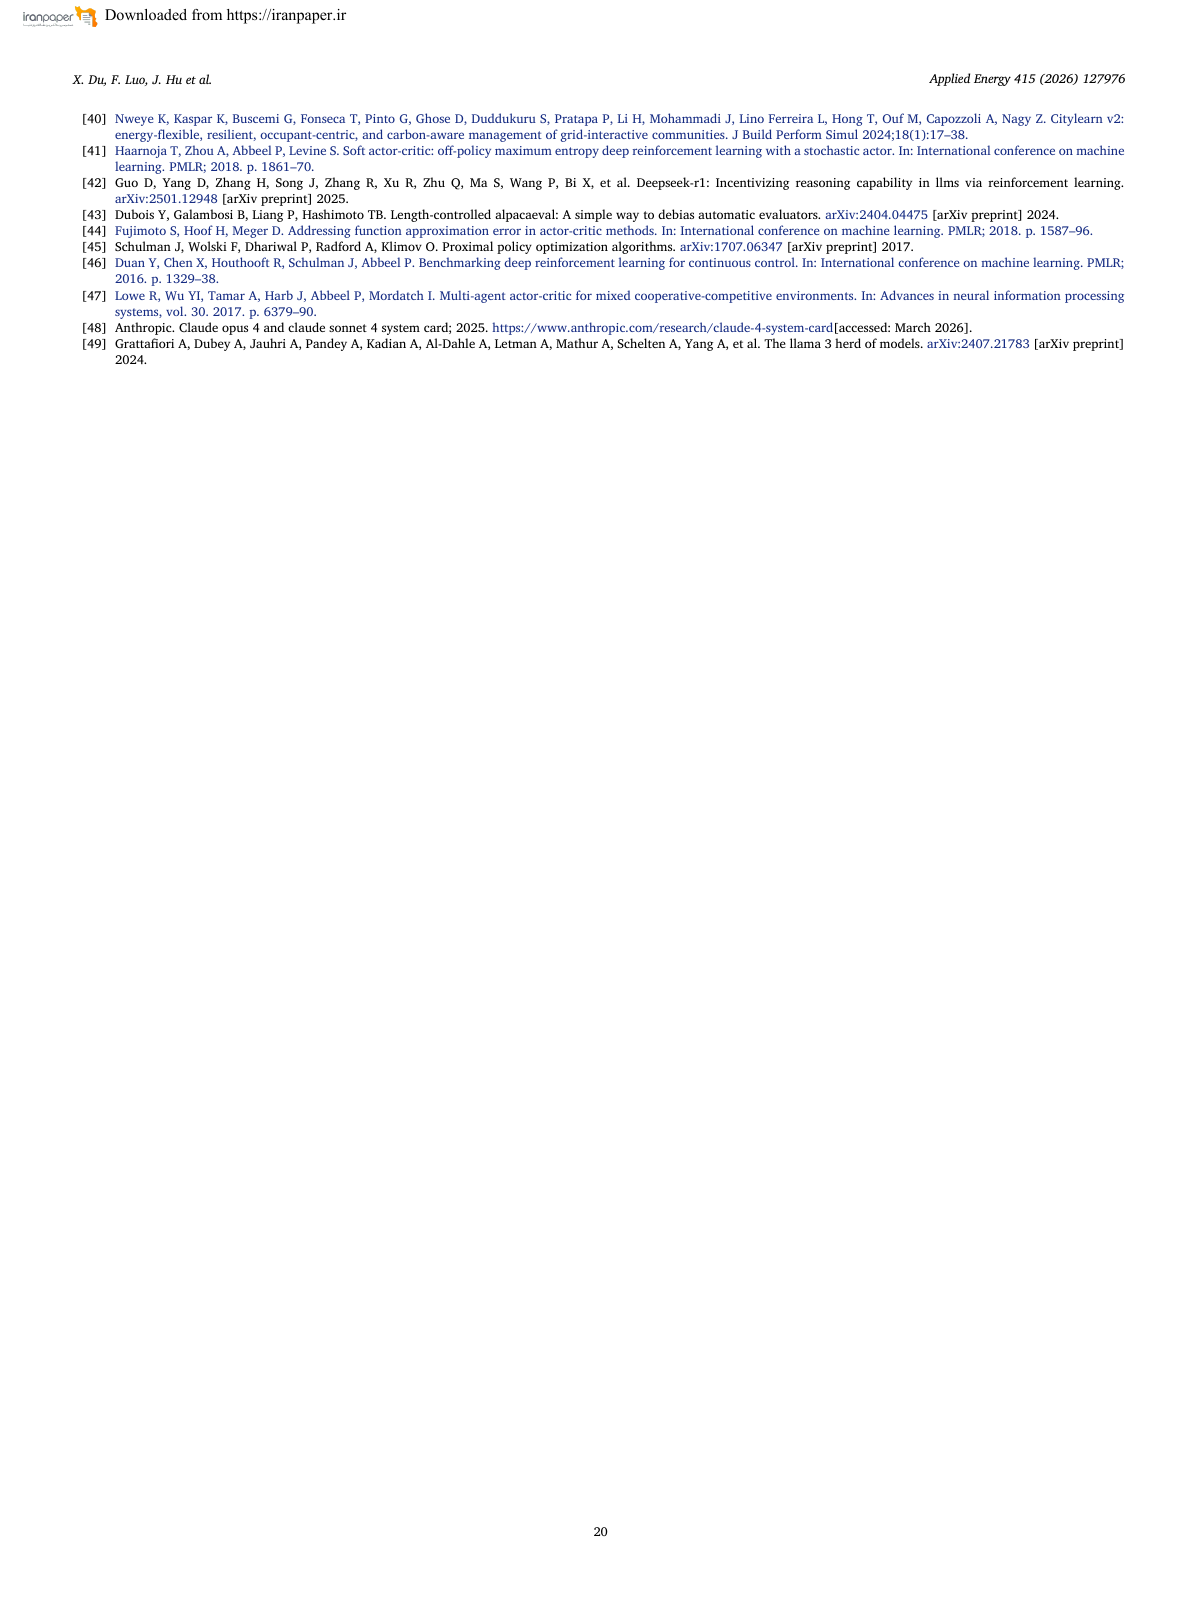 iranpaper Downloaded from https://iranpaper.ir
X. Du, F. Luo, J. Hu et al.
Applied Energy 415 (2026) 127976
[40] Nweye K, Kaspar K, Buscemi G, Fonseca T, Pinto G, Ghose D, Duddukuru S, Pratapa P, Li H, Mohammadi J, Lino Ferreira L, Hong T, Ouf M, Capozzoli A, Nagy Z. Citylearn v2:
energy-flexible, resilient, occupant-centric, and carbon-aware management of grid-interactive communities. J Build Perform Simul 2024;18(1):17–38.
[41] Haarnoja T, Zhou A, Abbeel P, Levine S. Soft actor-critic: off-policy maximum entropy deep reinforcement learning with a stochastic actor. In: International conference on machine
learning. PMLR; 2018. p. 1861–70.
[42] Guo D, Yang D, Zhang H, Song J, Zhang R, Xu R, Zhu Q, Ma S, Wang P, Bi X, et al. Deepseek-r1: Incentivizing reasoning capability in llms via reinforcement learning.
arXiv:2501.12948 [arXiv preprint] 2025.
[43] Dubois Y, Galambosi B, Liang P, Hashimoto TB. Length-controlled alpacaeval: A simple way to debias automatic evaluators. arXiv:2404.04475 [arXiv preprint] 2024.
[44] Fujimoto S, Hoof H, Meger D. Addressing function approximation error in actor-critic methods. In: International conference on machine learning. PMLR; 2018. p. 1587–96.
[45] Schulman J, Wolski F, Dhariwal P, Radford A, Klimov O. Proximal policy optimization algorithms. arXiv:1707.06347 [arXiv preprint] 2017.
[46] Duan Y, Chen X, Houthooft R, Schulman J, Abbeel P. Benchmarking deep reinforcement learning for continuous control. In: International conference on machine learning. PMLR;
2016. p. 1329–38.
[47] Lowe R, Wu YI, Tamar A, Harb J, Abbeel P, Mordatch I. Multi-agent actor-critic for mixed cooperative-competitive environments. In: Advances in neural information processing
systems, vol. 30. 2017. p. 6379–90.
[48] Anthropic. Claude opus 4 and claude sonnet 4 system card; 2025. https://www.anthropic.com/research/claude-4-system-card[accessed: March 2026].
[49] Grattafiori A, Dubey A, Jauhri A, Pandey A, Kadian A, Al-Dahle A, Letman A, Mathur A, Schelten A, Yang A, et al. The llama 3 herd of models. arXiv:2407.21783 [arXiv preprint]
2024.
20